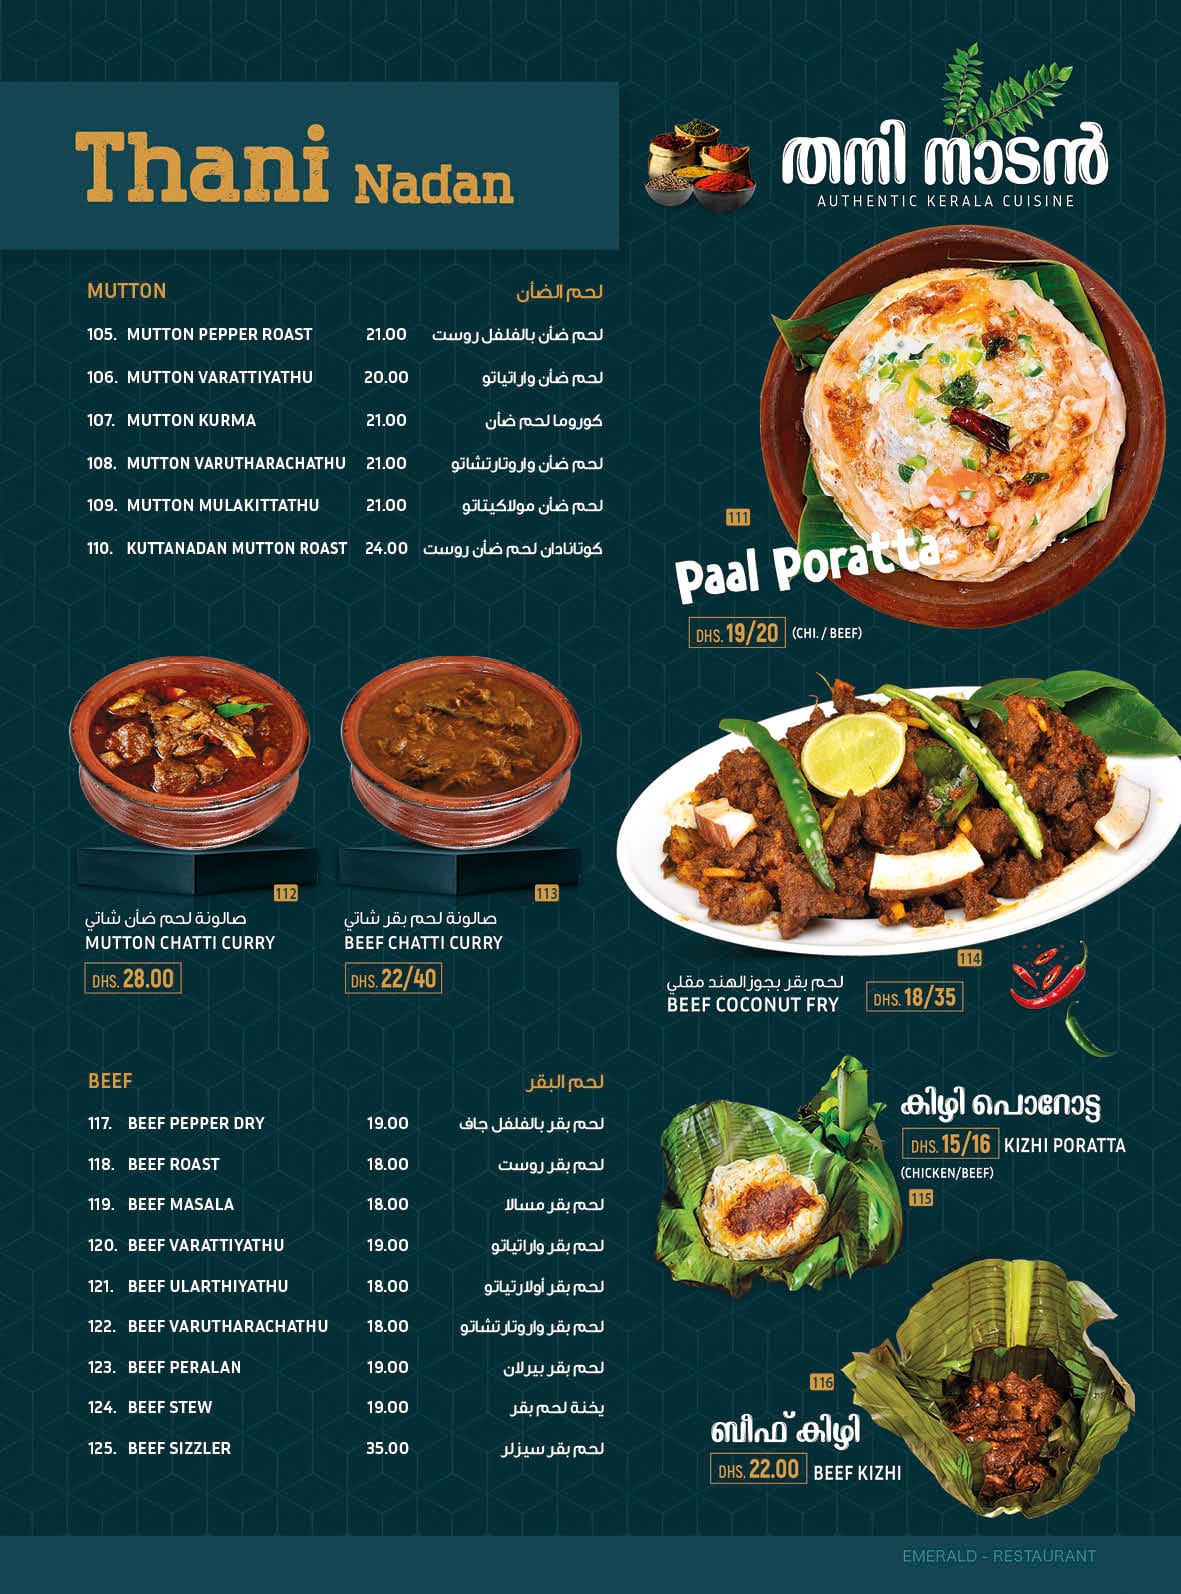 Thani Nadan
തനി നാടൻ
AUTHENTIC KERALA CUISINE
MUTTON لحم الضأن
105. MUTTON PEPPER ROAST 21.00 لحم ضأن بالفلفل روست
106. MUTTON VARATTIYATHU 20.00 لحم ضأن واراتياتو
107. MUTTON KURMA 21.00 كوروما لحم ضأن
108. MUTTON VARUTHARACHATHU 21.00 لحم ضأن واروتارتشاتو
109. MUTTON MULAKITTATHU 21.00 لحم ضأن مولاكيتاتو
110. KUTTANADAN MUTTON ROAST 24.00 كوتانادان لحم ضأن روست
111
Paal Poratta
DHS. 19/20 (CHI. / BEEF)
112
صالونة لحم ضأن شاتي
MUTTON CHATTI CURRY
DHS. 28.00
113
صالونة لحم بقر شاتي
BEEF CHATTI CURRY
DHS. 22/40
114
لحم بقر بجوز الهند مقلي
BEEF COCONUT FRY
DHS. 18/35
BEEF لحم البقر
117. BEEF PEPPER DRY 19.00 لحم بقر بالفلفل جاف
118. BEEF ROAST 18.00 لحم بقر روست
119. BEEF MASALA 18.00 لحم بقر مسالا
120. BEEF VARATTIYATHU 19.00 لحم بقر واراتياتو
121. BEEF ULARTHIYATHU 18.00 لحم بقر أولارتياتو
122. BEEF VARUTHARACHATHU 18.00 لحم بقر واروتارتشاتو
123. BEEF PERALAN 19.00 لحم بقر بيرلان
124. BEEF STEW 19.00 يخنة لحم بقر
125. BEEF SIZZLER 35.00 لحم بقر سيزلر
കിഴി പൊറോട്ട
DHS. 15/16 KIZHI PORATTA
(CHICKEN/BEEF)
115
116
ബീഫ് കിഴി
DHS. 22.00 BEEF KIZHI
EMERALD - RESTAURANT